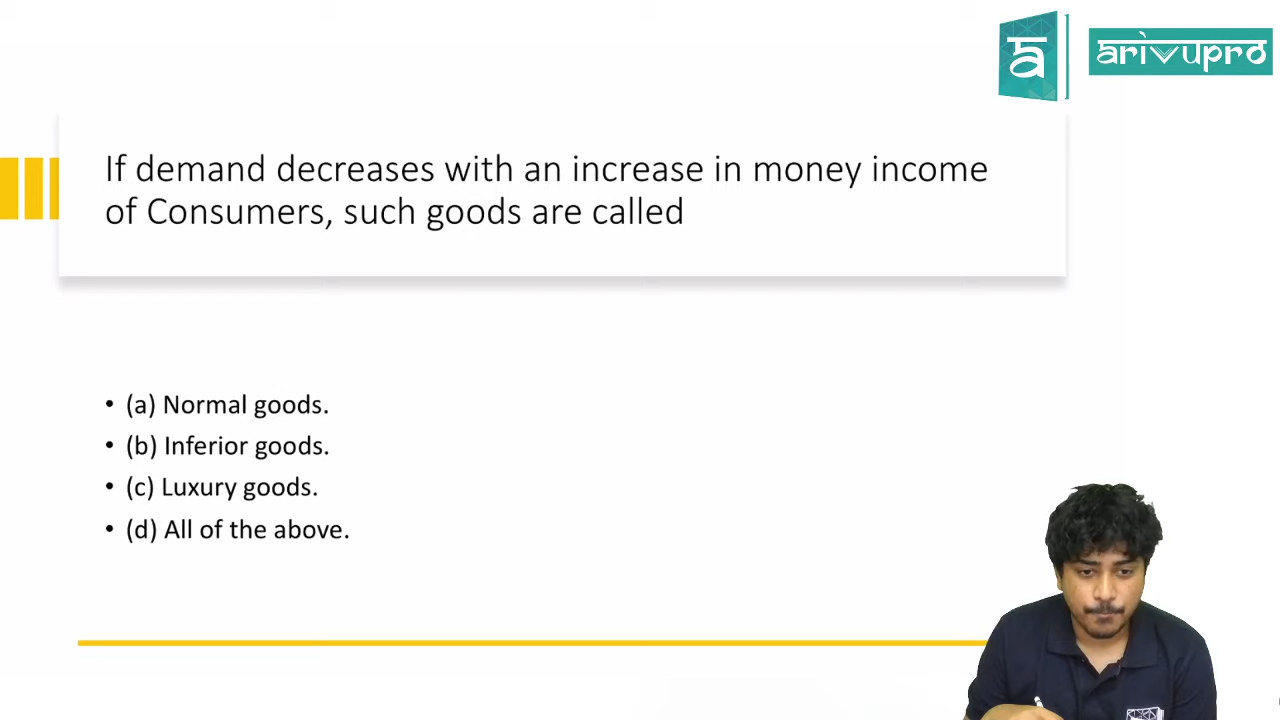 arivupro
If demand decreases with an increase in money income
of Consumers, such goods are called
• (a) Normal goods.
• (b) Inferior goods.
• (c) Luxury goods.
• (d) All of the above.